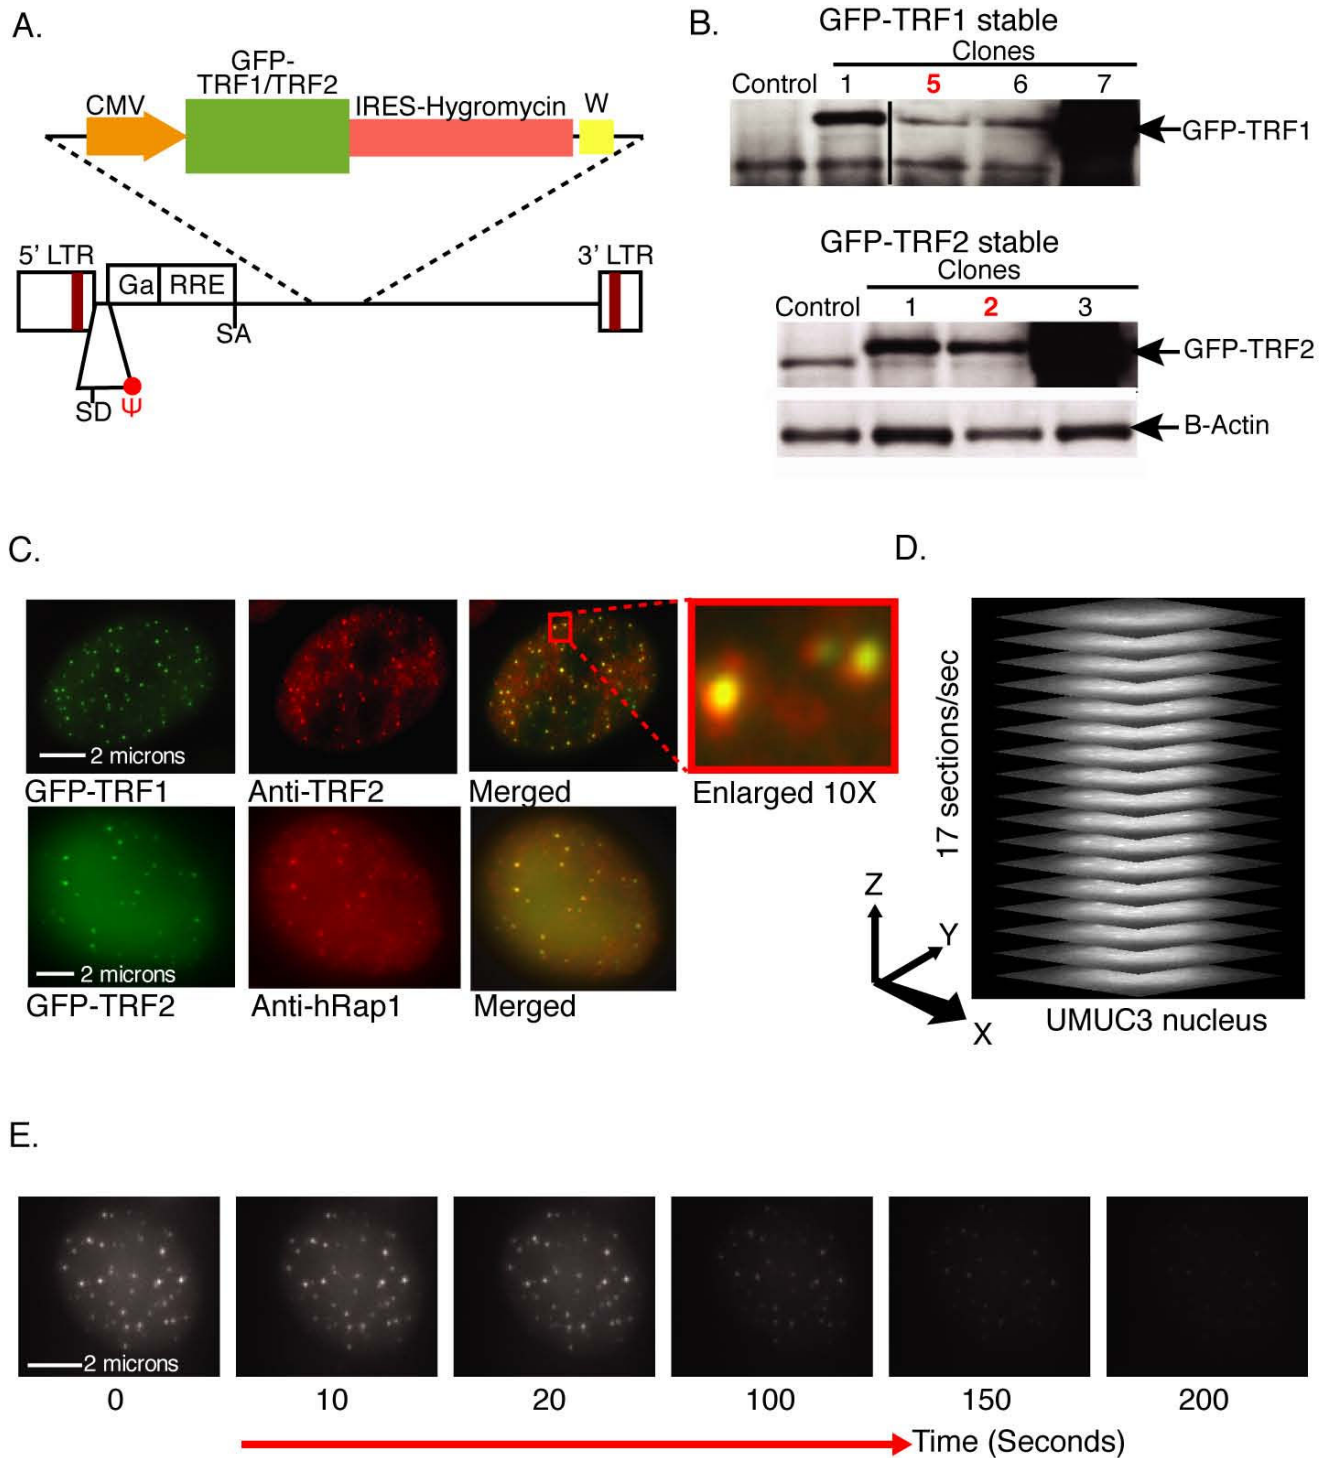 A.
GFP-
TRF1/TRF2
CMV
IRES-Hygromycin
W
5' LTR
Ga
RRE
3' LTR
SA
SD
Ψ
B.
GFP-TRF1 stable
Clones
Control 1 5 6 7
GFP-TRF1
GFP-TRF2 stable
Clones
Control 1 2 3
GFP-TRF2
B-Actin
C.
2 microns
GFP-TRF1 Anti-TRF2 Merged Enlarged 10X
2 microns
GFP-TRF2 Anti-hRap1 Merged
D.
17 sections/sec
Z
Y
X
UMUC3 nucleus
E.
2 microns
0 10 20 100 150 200
Time (Seconds)